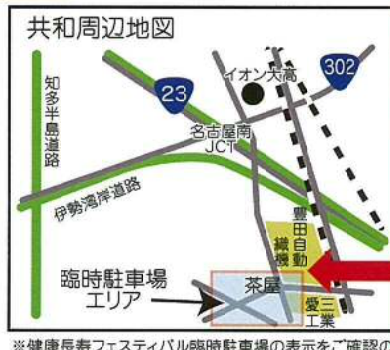 共和周辺地図
302
イオン大高
23
知多半島道路
名古屋南
JCT
伊勢湾岸道路
豊田自動
織機
臨時駐車場
エリア
茶屋
愛三
工業
※健康長寿フェスティバル臨時駐車場の表示をご確認の